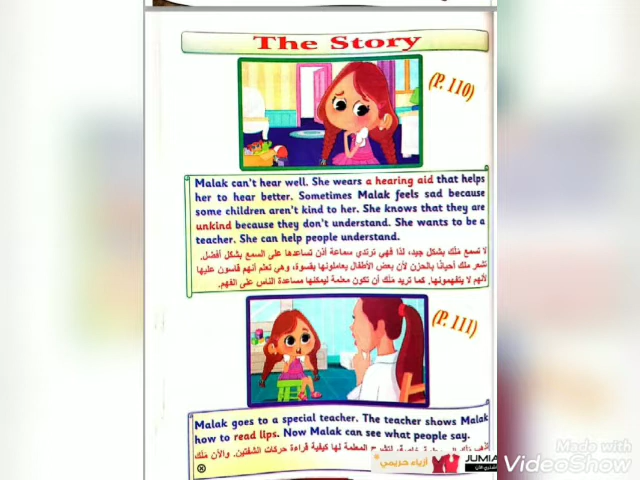 The Story
(P. 110)
Malak can't hear well. She wears a hearing aid that helps
her to hear better. Sometimes Malak feels sad because
some children aren't kind to her. She knows that they are
unkind because they don't understand. She wants to be a
teacher. She can help people understand.
لا تسمع مَلَك بشكل جيد، لذا فهي ترتدي سماعة أذن تساعدها على السمع بشكل أفضل.
تشعر ملك أحيانًا بالحزن لأن بعض الأطفال يعاملونها بقسوة، وهي تعلم أنهم قاسون عليها
لأنهم لا يتفهمونها. كما تريد مَلَك أن تكون معلمة ليمكنها مساعدة الناس على الفهم.
(P. 111)
Malak goes to a special teacher. The teacher shows Malak
how to read lips. Now Malak can see what people say.
لها كيفية قراءة حركات الشفتين. والآن مَلَك
أزياء حريمي
JUMIA
Made with
VideoShow